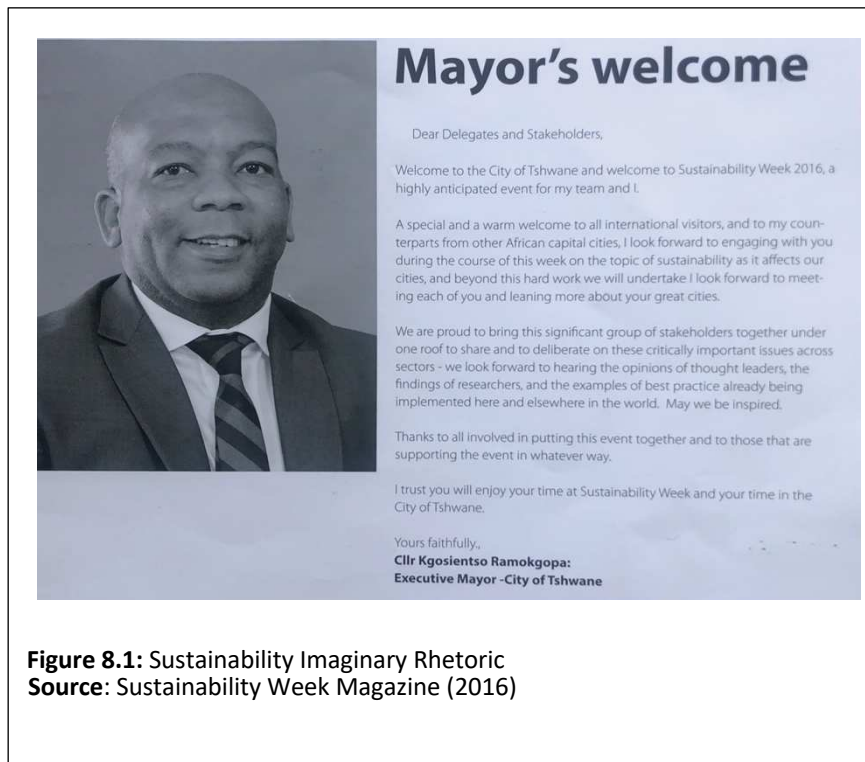 Mayor's welcome
Dear Delegates and Stakeholders,
Welcome to the City of Tshwane and welcome to Sustainability Week 2016, a
highly anticipated event for my team and I.
A special and a warm welcome to all international visitors, and to my coun-
terparts from other African capital cities, I look forward to engaging with you
during the course of this week on the topic of sustainability as it affects our
cities, and beyond this hard work we will undertake I look forward to meet-
ing each of you and leaning more about your great cities.
We are proud to bring this significant group of stakeholders together under
one roof to share and to deliberate on these critically important issues across
sectors - we look forward to hearing the opinions of thought leaders, the
findings of researchers, and the examples of best practice already being
implemented here and elsewhere in the world. May we be inspired.
Thanks to all involved in putting this event together and to those that are
supporting the event in whatever way.
I trust you will enjoy your time at Sustainability Week and your time in the
City of Tshwane.
Yours faithfully.,
Cllr Kgosientso Ramokgopa:
Executive Mayor -City of Tshwane
Figure 8.1: Sustainability Imaginary Rhetoric
Source: Sustainability Week Magazine (2016)